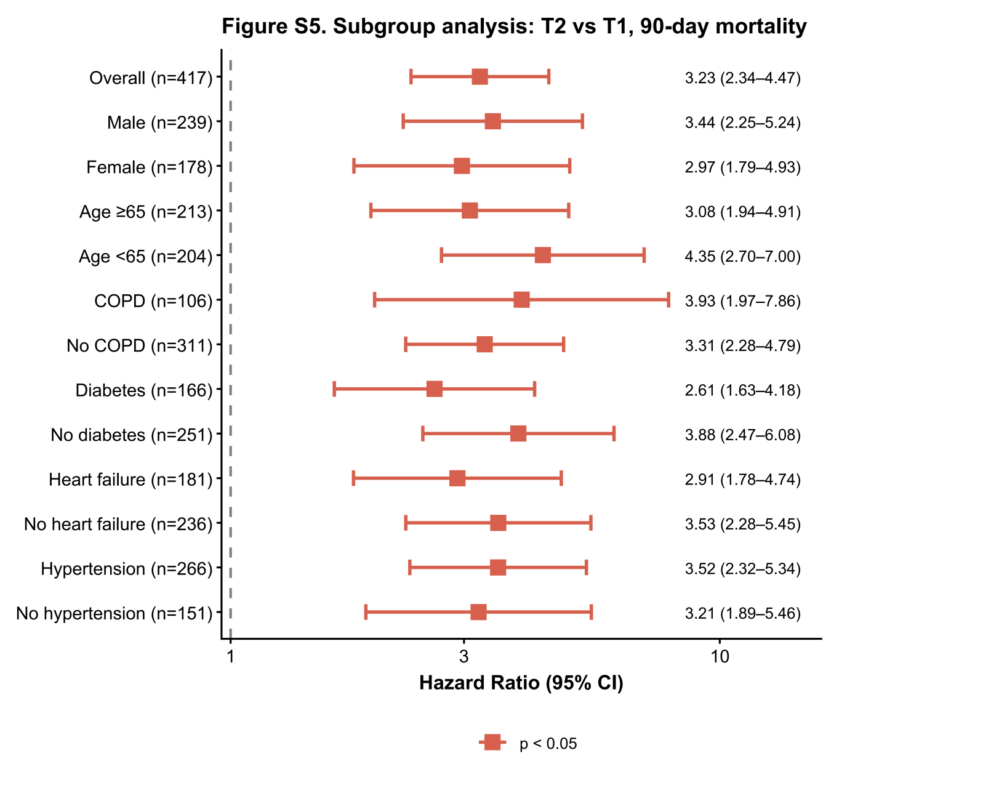 Figure S5. Subgroup analysis: T2 vs T1, 90-day mortality
Overall (n=417) 3.23 (2.34–4.47)
Male (n=239) 3.44 (2.25–5.24)
Female (n=178) 2.97 (1.79–4.93)
Age ≥65 (n=213) 3.08 (1.94–4.91)
Age <65 (n=204) 4.35 (2.70–7.00)
COPD (n=106) 3.93 (1.97–7.86)
No COPD (n=311) 3.31 (2.28–4.79)
Diabetes (n=166) 2.61 (1.63–4.18)
No diabetes (n=251) 3.88 (2.47–6.08)
Heart failure (n=181) 2.91 (1.78–4.74)
No heart failure (n=236) 3.53 (2.28–5.45)
Hypertension (n=266) 3.52 (2.32–5.34)
No hypertension (n=151) 3.21 (1.89–5.46)
1 3 10
Hazard Ratio (95% CI)
p < 0.05